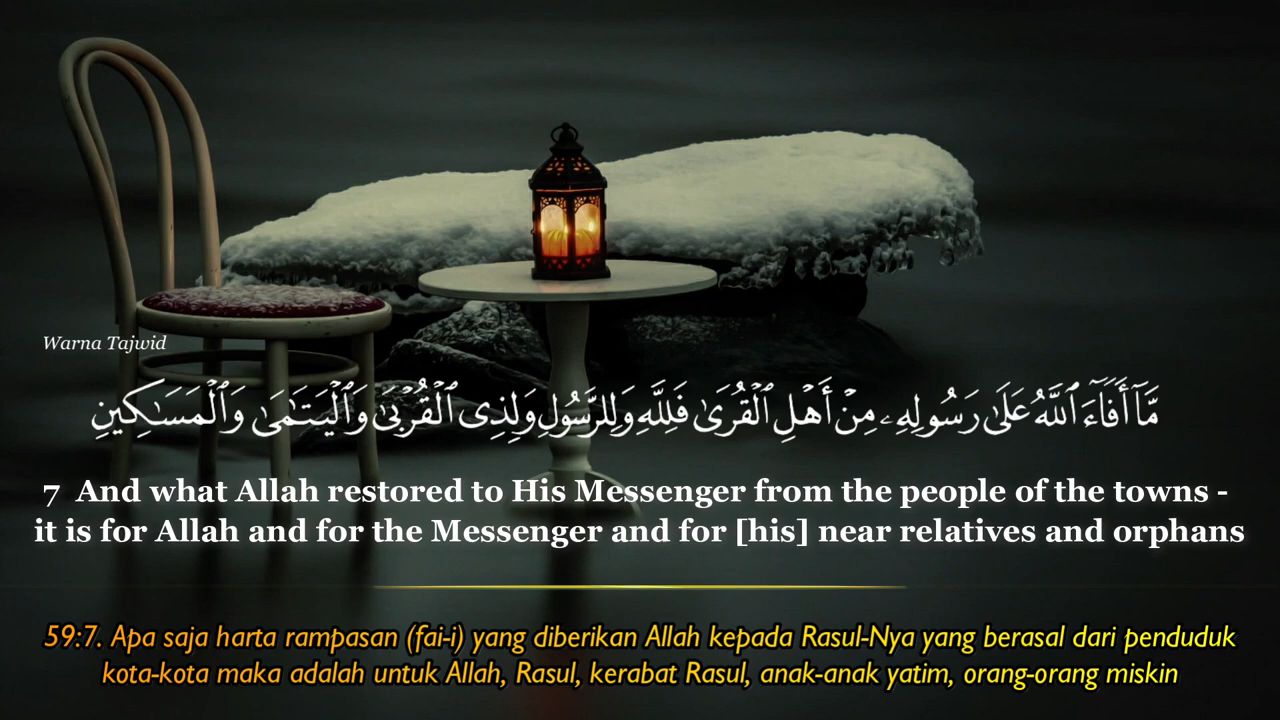 Warna Tajwid
مَّآ أَفَآءَ ٱللَّهُ عَلَىٰ رَسُولِهِۦ مِنْ أَهْلِ ٱلْقُرَىٰ فَلِلَّهِ وَلِلرَّسُولِ وَلِذِى ٱلْقُرْبَىٰ وَٱلْيَتَـٰمَىٰ وَٱلْمَسَـٰكِينِ
7 And what Allah restored to His Messenger from the people of the towns -
it is for Allah and for the Messenger and for [his] near relatives and orphans
59:7. Apa saja harta rampasan (fai-i) yang diberikan Allah kepada Rasul-Nya yang berasal dari penduduk
kota-kota maka adalah untuk Allah, Rasul, kerabat Rasul, anak-anak yatim, orang-orang miskin